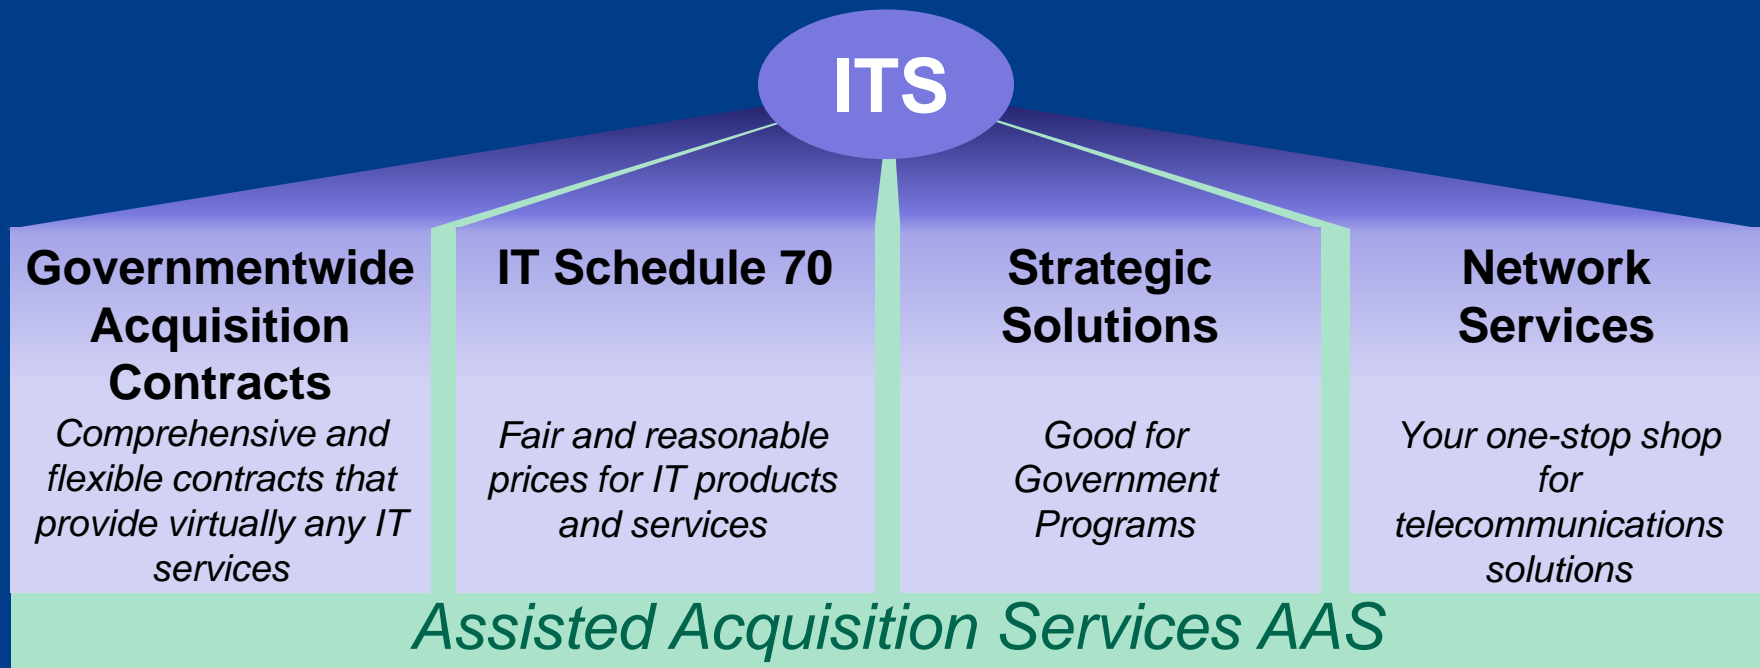 ITS
Governmentwide
Acquisition
Contracts
Comprehensive and
flexible contracts that
provide virtually any IT
services
IT Schedule 70
Fair and reasonable
prices for IT products
and services
Strategic
Solutions
Good for
Government
Programs
Network
Services
Your one-stop shop
for
telecommunications
solutions
Assisted Acquisition Services AAS